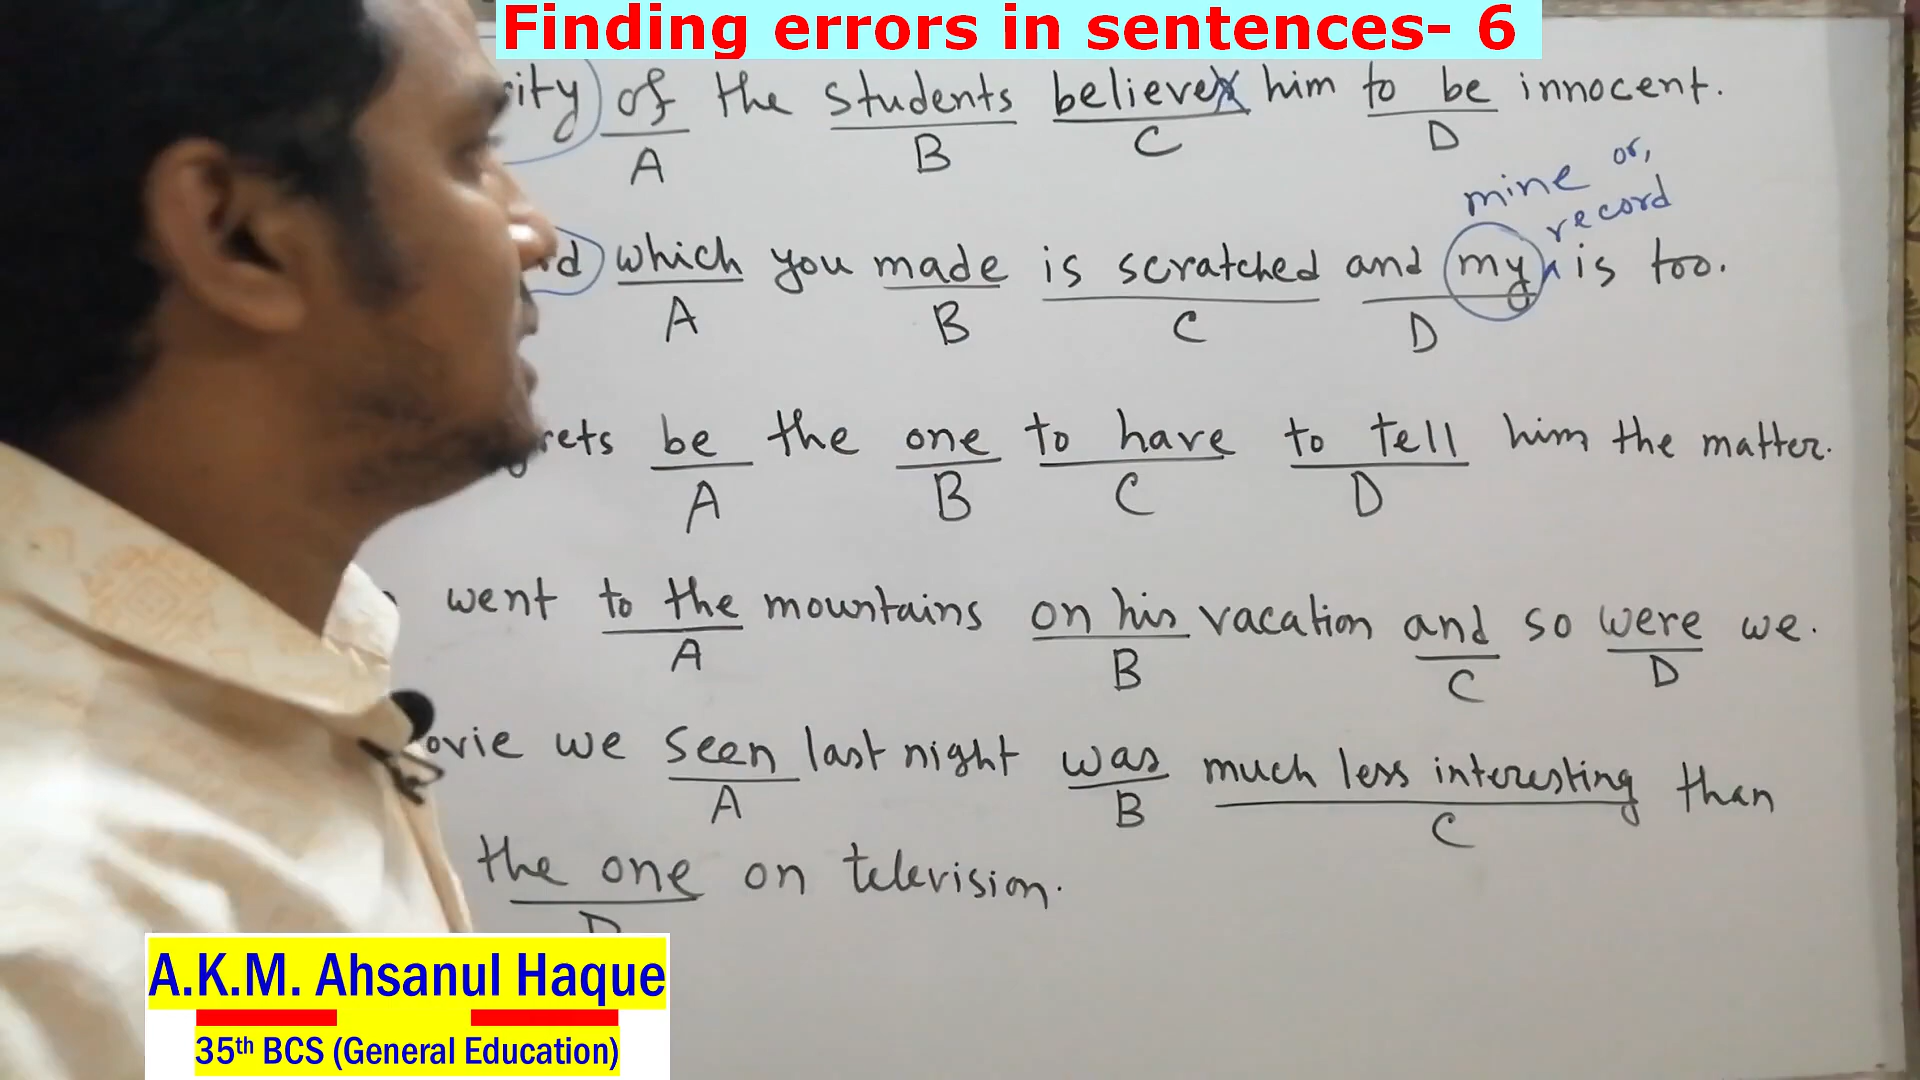 Finding errors in sentences- 6
of the students believes him to be innocent.
A B C D
mine or,
record
which you made is scratched and my is too.
A B C D
be the one to have to tell him the matter.
A B C D
went to the mountains on his vacation and so were we.
A B C D
we seen last night was much less interesting than
A B C
the one on television.
D
A.K.M. Ahsanul Haque
35th BCS (General Education)